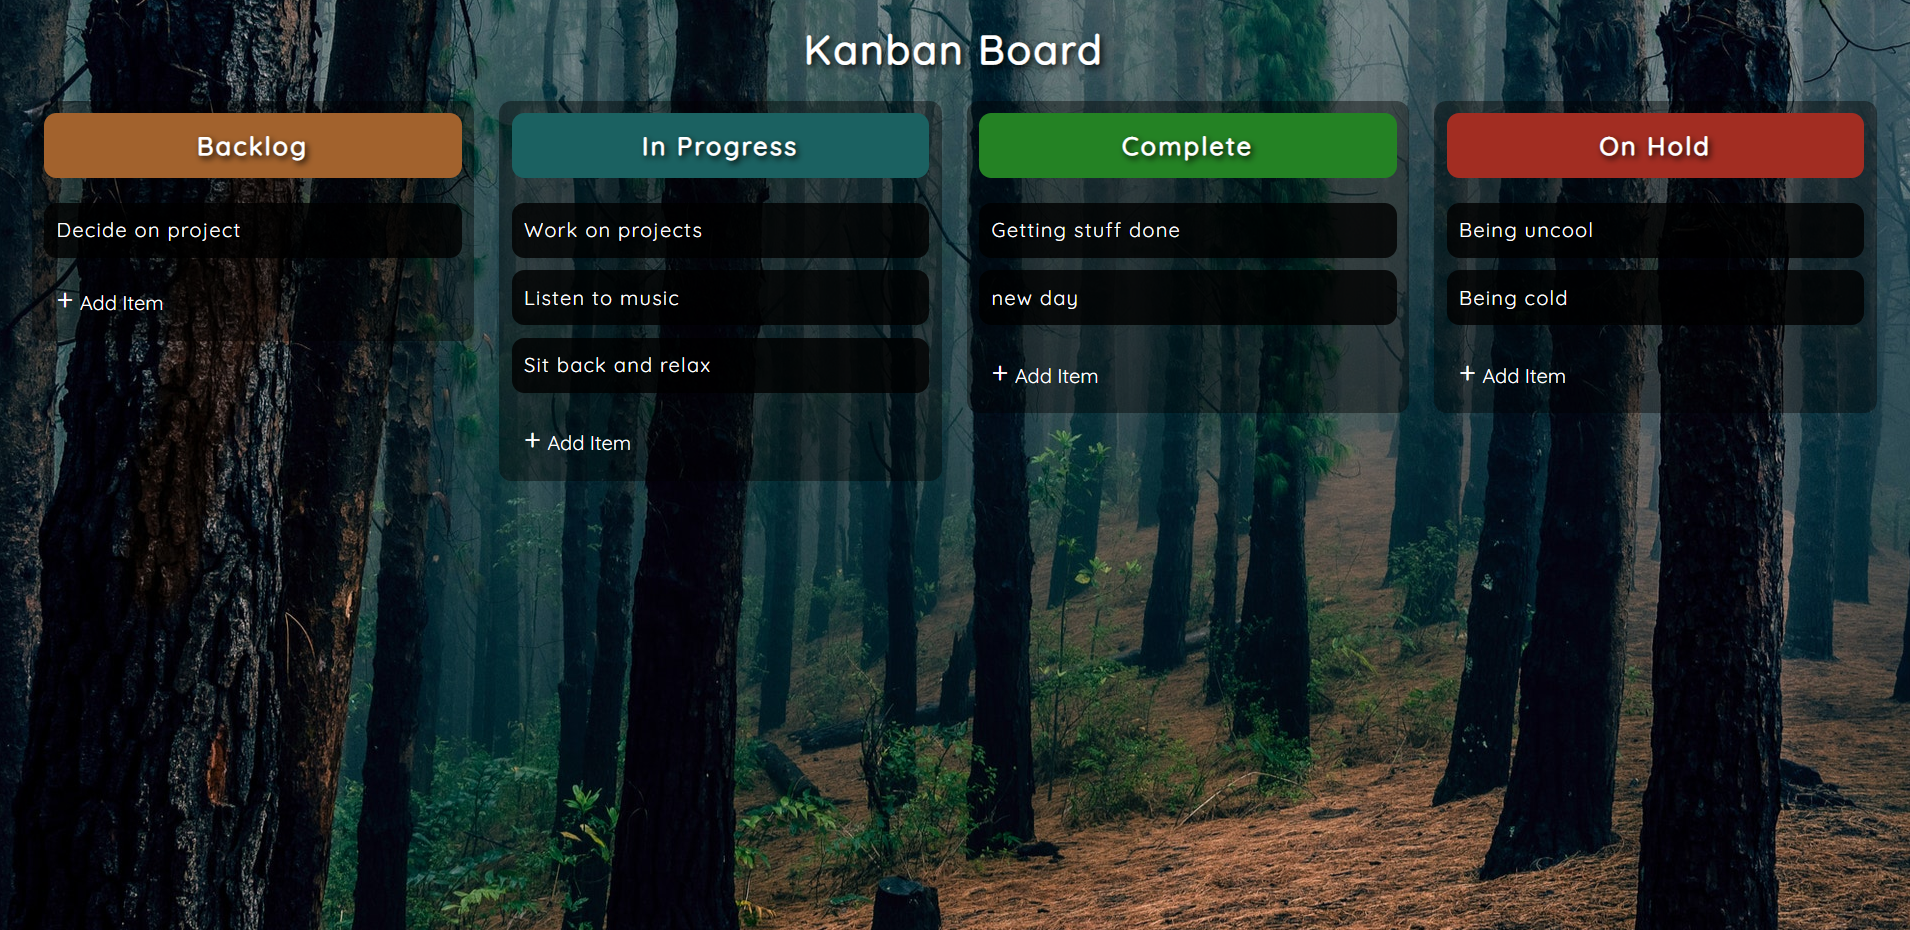 Kanban Board
Backlog
Decide on project
+ Add Item
In Progress
Work on projects
Listen to music
Sit back and relax
+ Add Item
Complete
Getting stuff done
new day
+ Add Item
On Hold
Being uncool
Being cold
+ Add Item